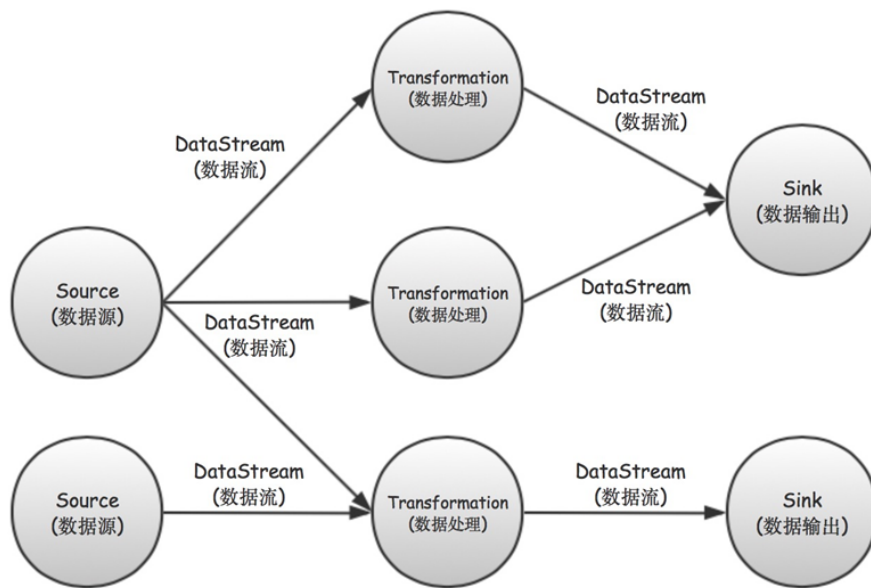 Transformation
(数据处理)
DataStream
(数据流)
DataStream
(数据流)
Sink
(数据输出)
Source
(数据源)
Transformation
(数据处理)
DataStream
(数据流)
DataStream
(数据流)
Source
(数据源)
DataStream
(数据流)
Transformation
(数据处理)
DataStream
(数据流)
Sink
(数据输出)